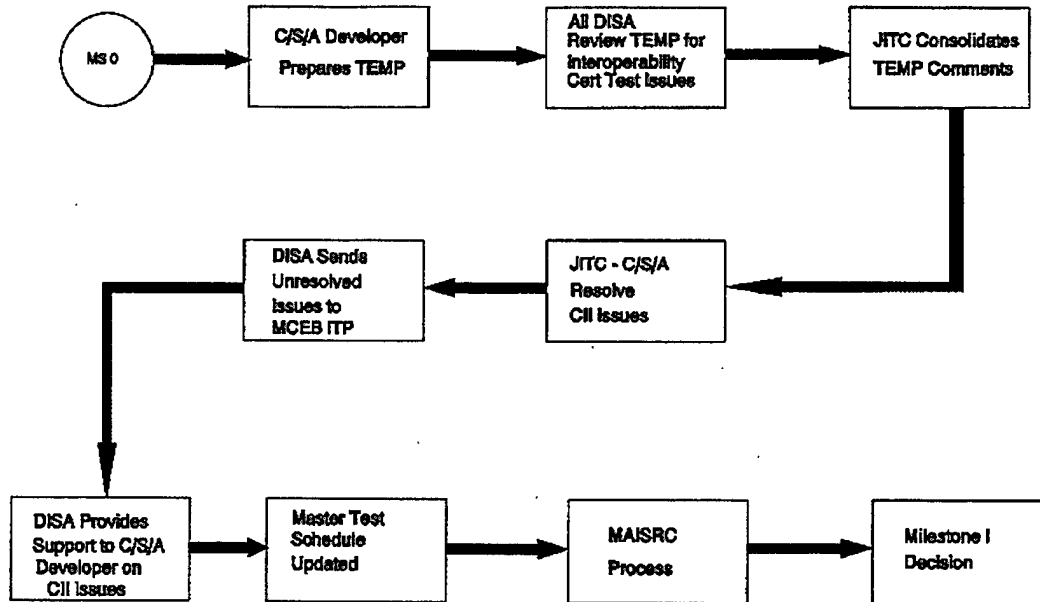 MS 0
C/S/A Developer
Prepares TEMP
All DISA
Review TEMP for
Interoperability
Cert Test Issues
JITC Consolidates
TEMP Comments
DISA Sends
Unresolved
Issues to
MCEB ITP
JITC - C/S/A
Resolve
CII Issues
DISA Provides
Support to C/S/A
Developer on
CII Issues
Master Test
Schedule
Updated
MAISRC
Process
Milestone I
Decision